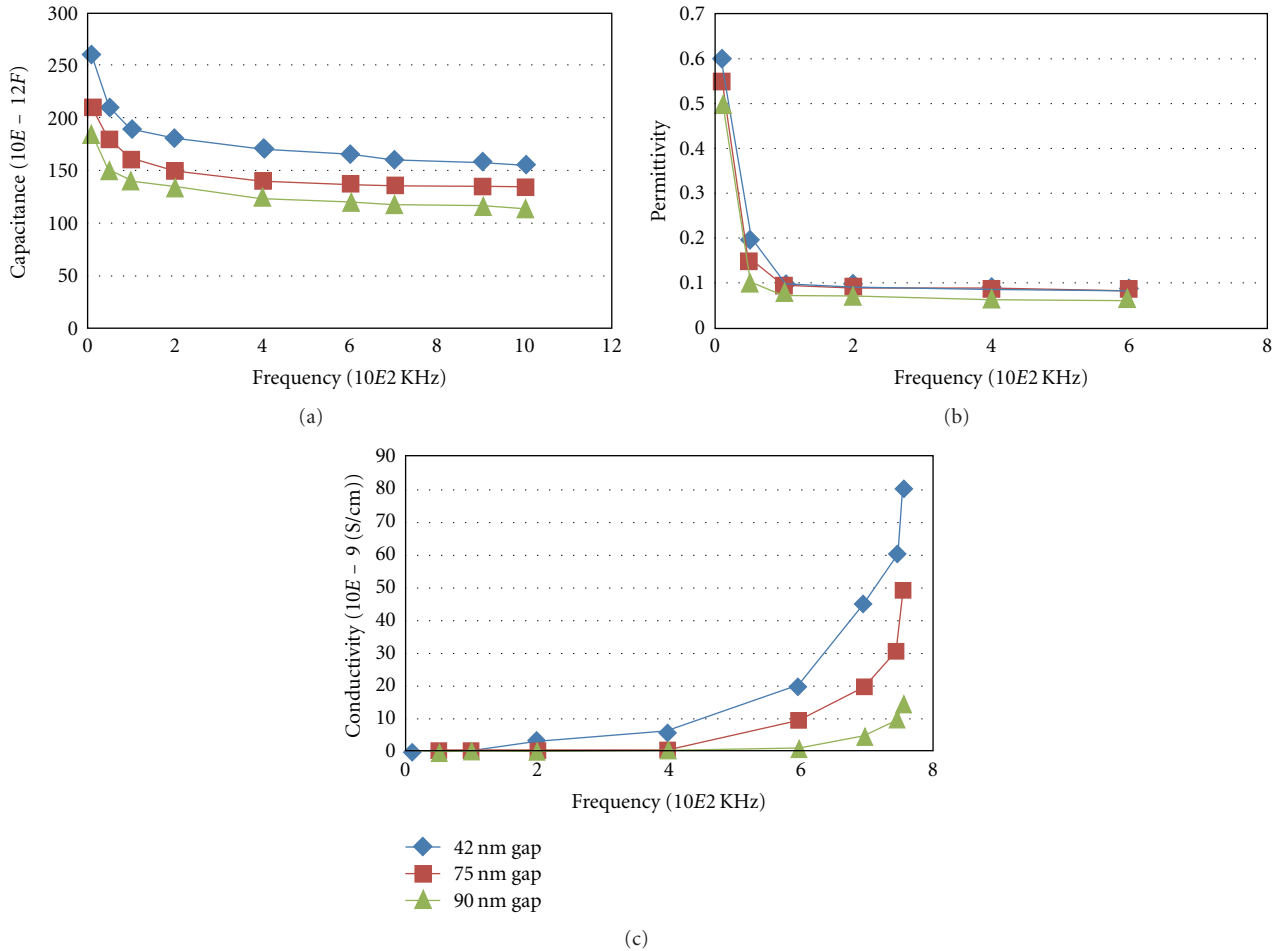 (a)
300
250
200
150
100
50
0
Capacitance (10E − 12F)
0 2 4 6 8 10 12
Frequency (10E2 KHz)
(b)
0.7
0.6
0.5
0.4
0.3
0.2
0.1
0
Permittivity
0 2 4 6 8
Frequency (10E2 KHz)
(a)
(b)
90
80
70
60
50
40
30
20
10
0
Conductivity (10E − 9 (S/cm))
0 2 4 6 8
Frequency (10E2 KHz)
42 nm gap
75 nm gap
90 nm gap
(c)